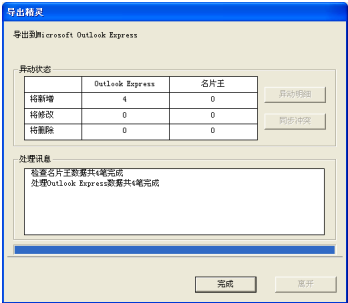 导出精灵
导出到Microsoft Outlook Express
异动状态
Outlook Express 名片王
将新增 4 0
将修改 0 0
将删除 0 0
异动明细
同步冲突
处理讯息
检查名片王数据共4笔完成
处理Outlook Express数据共4笔完成
完成 离开